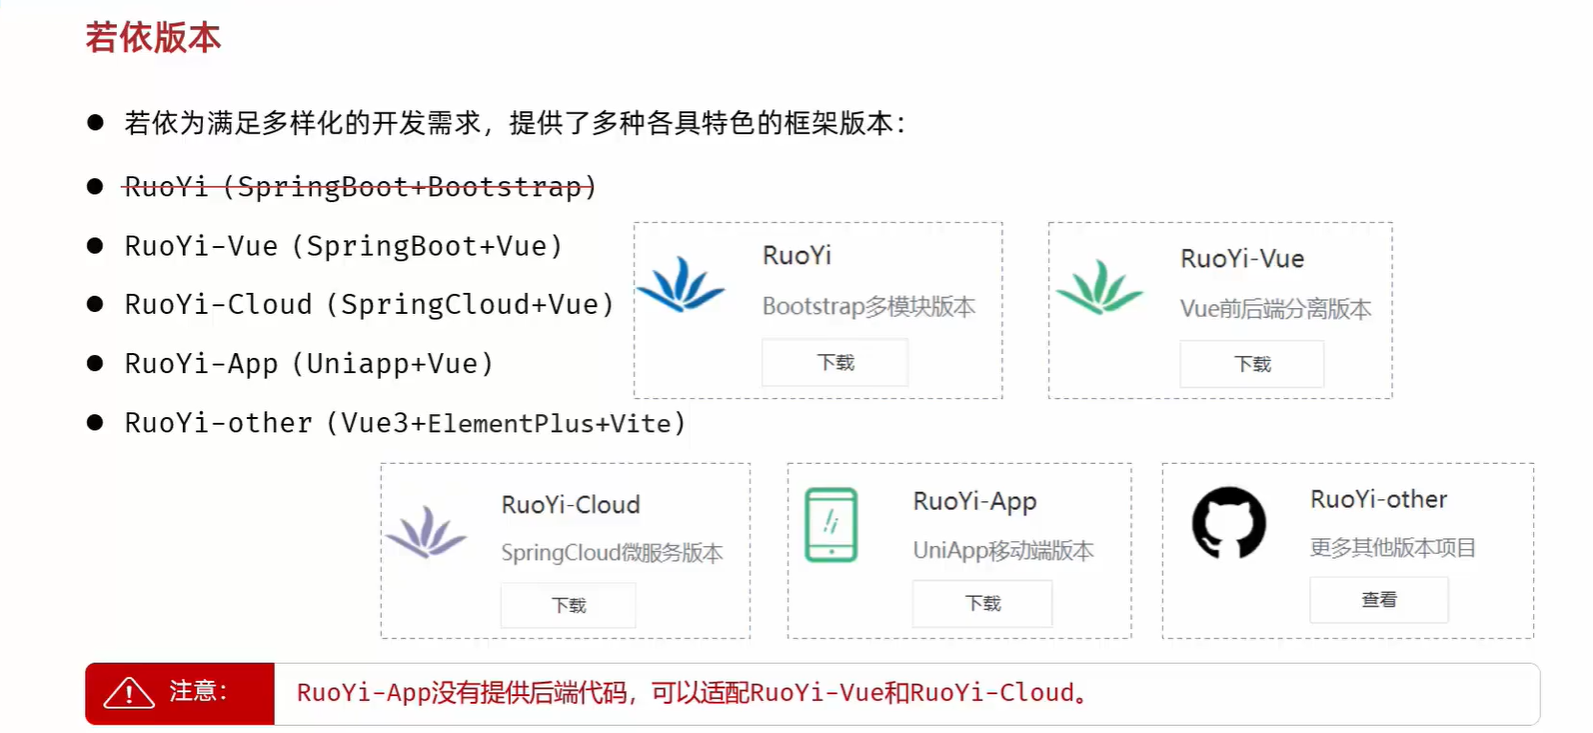 若依版本
若依为满足多样化的开发需求，提供了多种各具特色的框架版本：
RuoYi（SpringBoot+Bootstrap）
RuoYi-Vue（SpringBoot+Vue）
RuoYi-Cloud（SpringCloud+Vue）
RuoYi-App（Uniapp+Vue）
RuoYi-other（Vue3+ElementPlus+Vite）
RuoYi
Bootstrap多模块版本
下载
RuoYi-Vue
Vue前后端分离版本
下载
RuoYi-Cloud
SpringCloud微服务版本
下载
RuoYi-App
UniApp移动端版本
下载
RuoYi-other
更多其他版本项目
查看
注意：
RuoYi-App没有提供后端代码，可以适配RuoYi-Vue和RuoYi-Cloud。